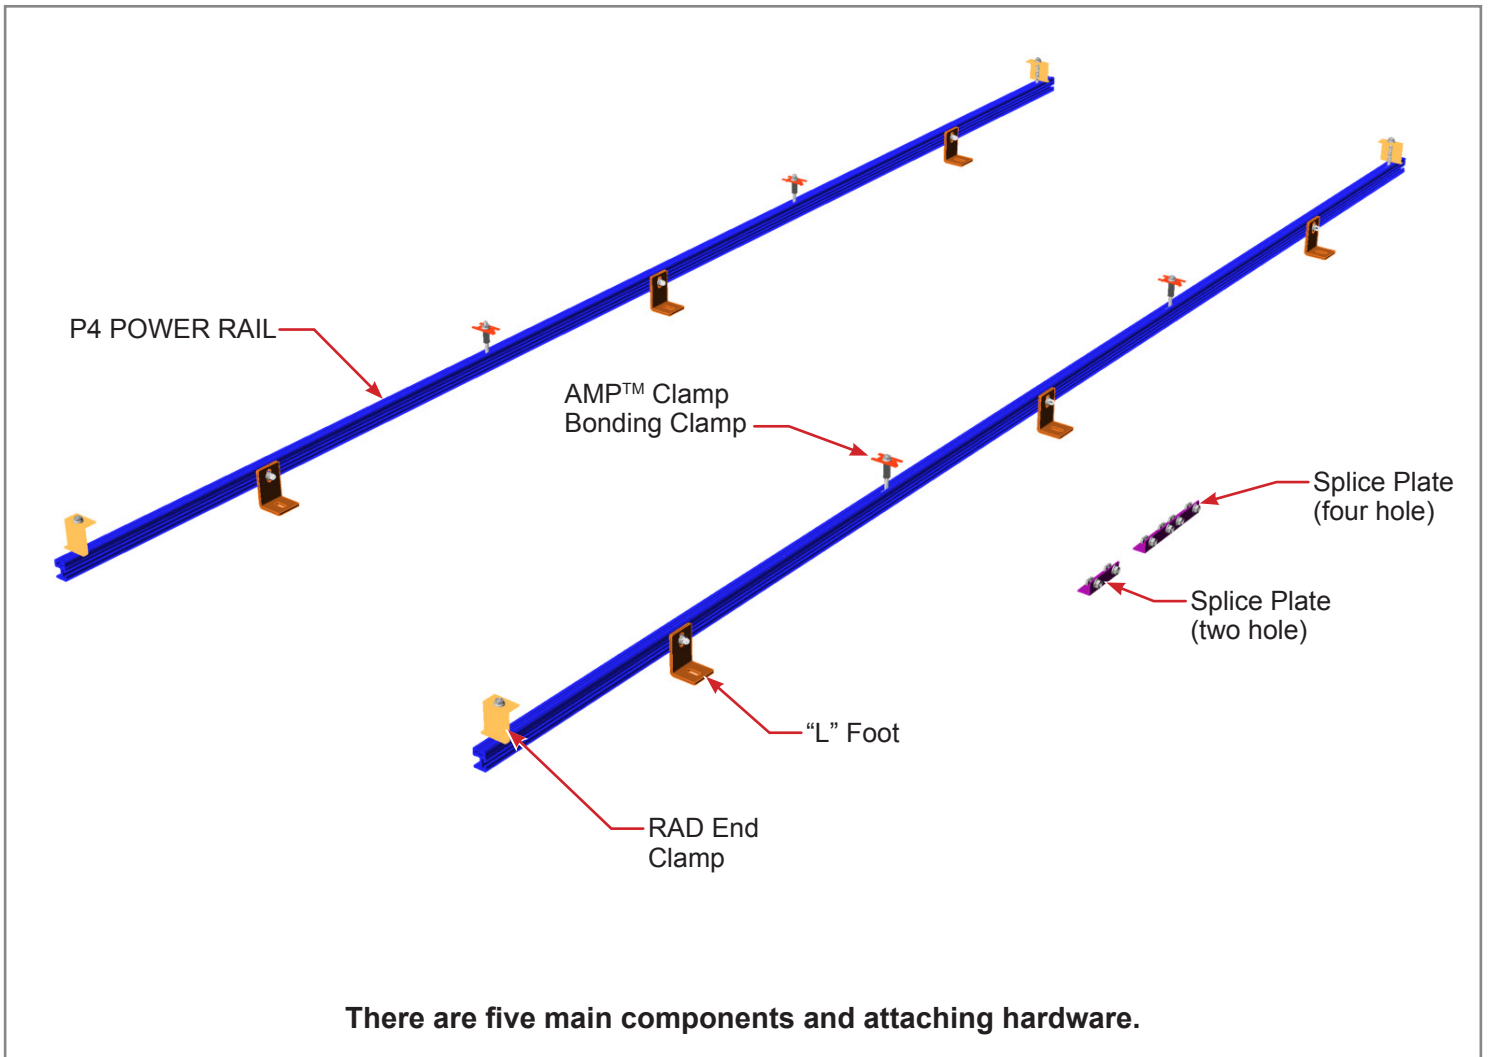 P4 POWER RAIL
AMP™ Clamp
Bonding Clamp
Splice Plate
(four hole)
Splice Plate
(two hole)
“L” Foot
RAD End
Clamp
There are five main components and attaching hardware.